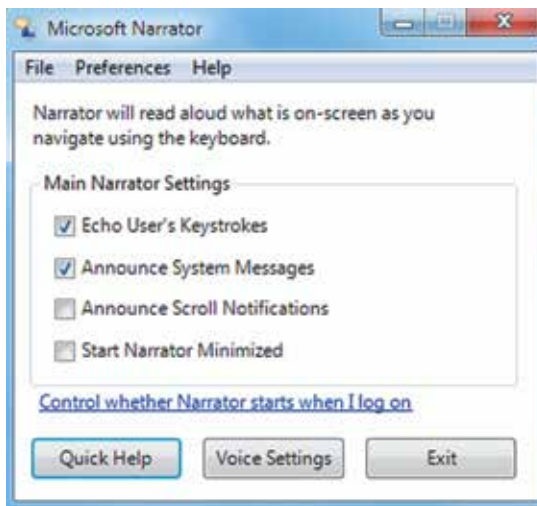 Microsoft Narrator
File Preferences Help
Narrator will read aloud what is on-screen as you
navigate using the keyboard.
Main Narrator Settings
Echo User's Keystrokes
Announce System Messages
Announce Scroll Notifications
Start Narrator Minimized
Control whether Narrator starts when I log on
Quick Help Voice Settings Exit